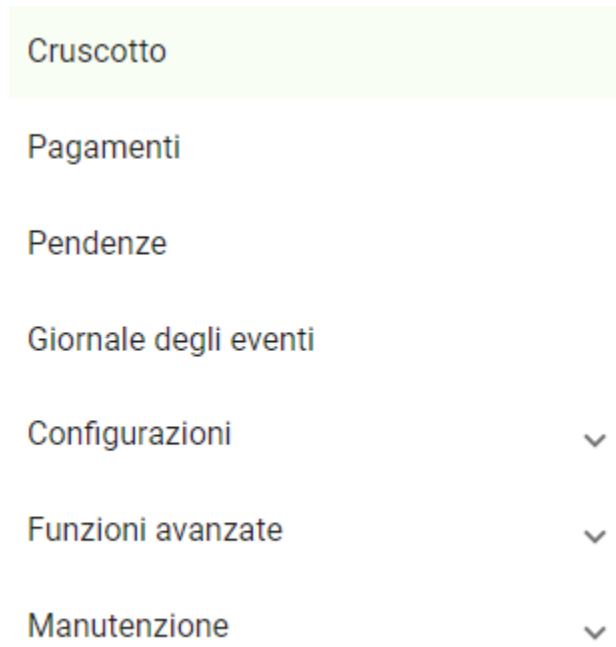 Cruscotto
Pagamenti
Pendenze
Giornale degli eventi
Configurazioni
Funzioni avanzate
Manutenzione